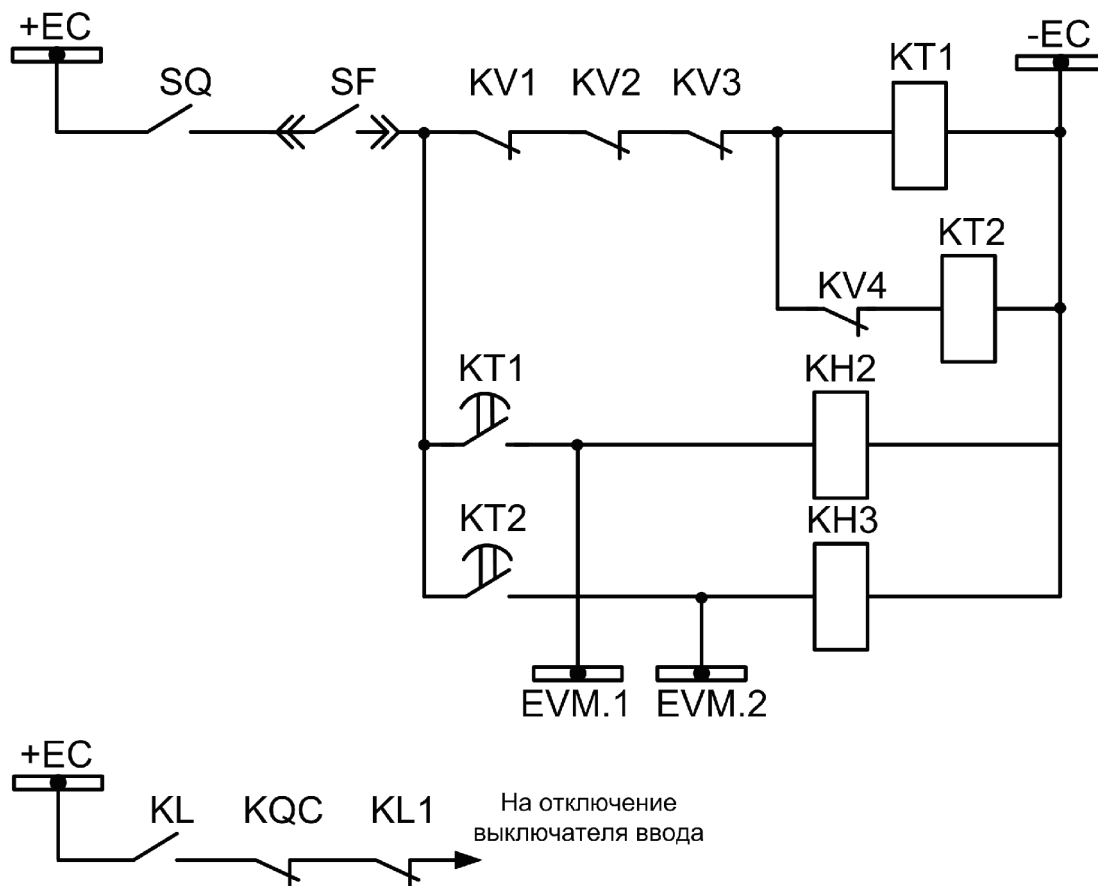 +EC
-EC
SQ
SF
KV1
KV2
KV3
KT1
KT2
KV4
KT1
KH2
KT2
KH3
EVM.1
EVM.2
+EC
KL
KQC
KL1
На отключение
выключателя ввода